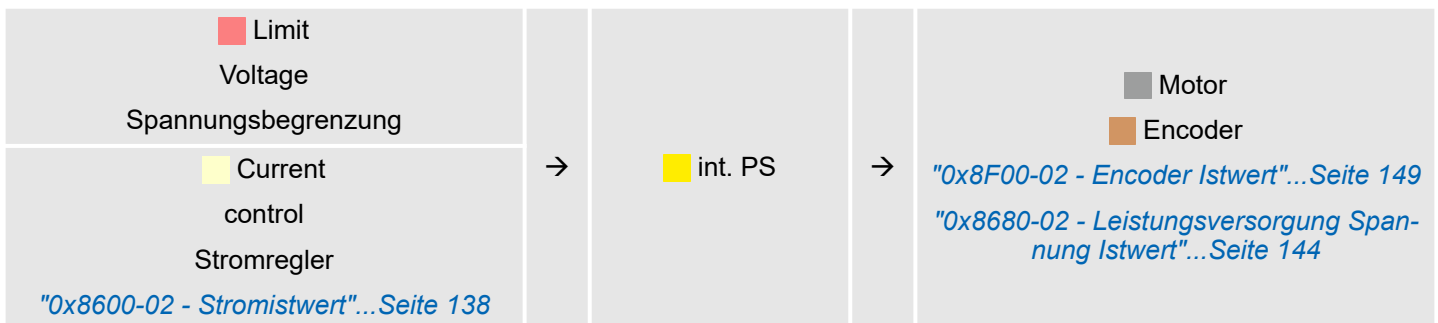 Limit
Voltage
Spannungsbegrenzung
Current
control
Stromregler
"0x8600-02 - Stromistwert"...Seite 138
→
int. PS
→
Motor
Encoder
"0x8F00-02 - Encoder Istwert"...Seite 149
"0x8680-02 - Leistungsversorgung Span-
nung Istwert"...Seite 144